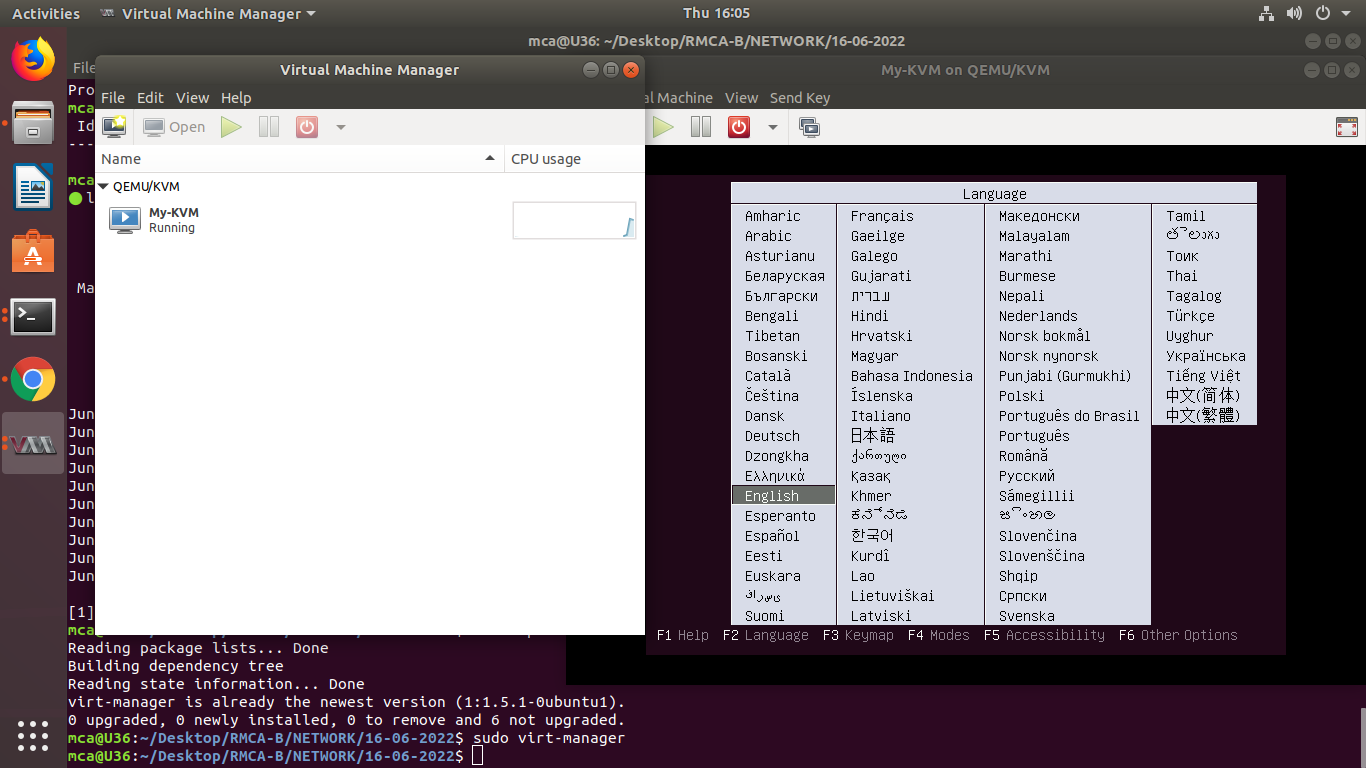 Activities Virtual Machine Manager Thu 16:05
mca@U36: ~/Desktop/RMCA-B/NETWORK/16-06-2022
File
Virtual Machine Manager
File Edit View Help
Open
Name CPU usage
QEMU/KVM
My-KVM
Running
My-KVM on QEMU/KVM
al Machine View Send Key
Language
Amharic
Arabic
Asturianu
Беларуская
Български
Bengali
Tibetan
Bosanski
Català
Čeština
Dansk
Deutsch
Dzongkha
Ελληνικά
English
Esperanto
Español
Eesti
Euskara
Suomi
Français
Gaeilge
Galego
Gujarati
עברית
Hindi
Hrvatski
Magyar
Bahasa Indonesia
Íslenska
Italiano
日本語
ქართული
Қазақ
Khmer
ಕನ್ನಡ
한국어
Kurdî
Lao
Lietuviškai
Latviski
Македонски
Malayalam
Marathi
Burmese
Nepali
Nederlands
Norsk bokmål
Norsk nynorsk
Punjabi (Gurmukhi)
Polski
Português do Brasil
Português
Română
Русский
Sámegillii
සිංහල
Slovenčina
Slovenščina
Shqip
Српски
Svenska
Tamil
తెలుగు
Тоик
Thai
Tagalog
Türkçe
Uyghur
Українська
Tiếng Việt
中文(简体)
中文(繁體)
F1 Help F2 Language F3 Keymap F4 Modes F5 Accessibility F6 Other Options
Pro
mca
Id
----
mca
l
Ma
Jun
Jun
Jun
Jun
Jun
Jun
Jun
Jun
Jun
Jun
[1]
mca@
Reading package lists... Done
Building dependency tree
Reading state information... Done
virt-manager is already the newest version (1:1.5.1-0ubuntu1).
0 upgraded, 0 newly installed, 0 to remove and 6 not upgraded.
mca@U36:~/Desktop/RMCA-B/NETWORK/16-06-2022$ sudo virt-manager
mca@U36:~/Desktop/RMCA-B/NETWORK/16-06-2022$